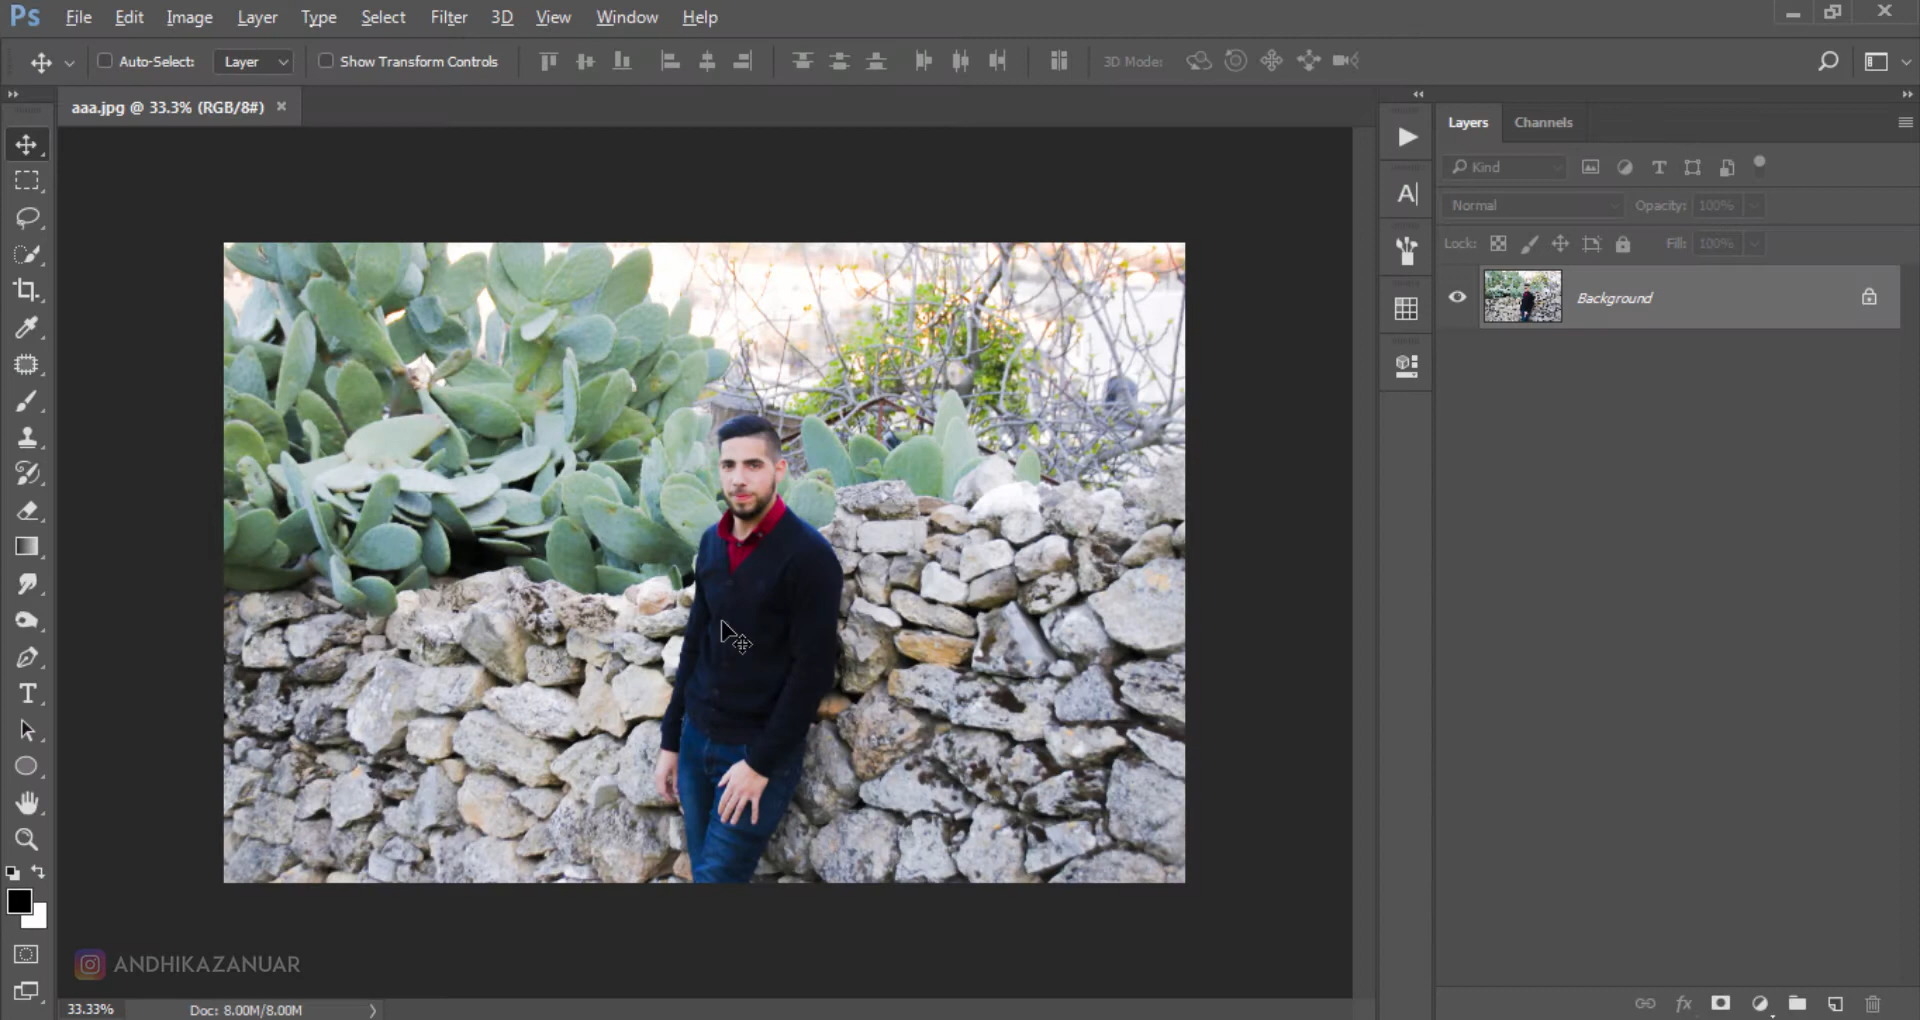 Ps File Edit Image Layer Type Select Filter 3D View Window Help
Auto-Select: Layer Show Transform Controls 3D Mode:
aaa.jpg @ 33.3% (RGB/8#) ×
Layers Channels
Kind
Normal Opacity: 100%
Lock: Fill: 100%
Background
ANDHIKAZANUAR
33.33% Doc: 8.00M/8.00M